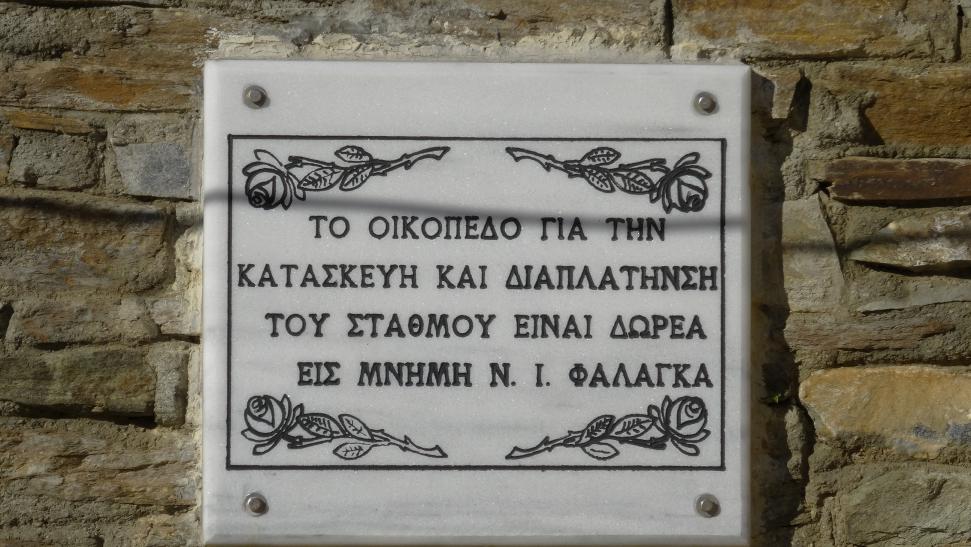 ΤΟ ΟΙΚΟΠΕΔΟ ΓΙΑ ΤΗΝ
ΚΑΤΑΣΚΕΥΗ ΚΑΙ ΔΙΑΠΛΑΤΗΝΣΗ
ΤΟΥ ΣΤΑΘΜΟΥ ΕΙΝΑΙ ΔΩΡΕΑ
ΕΙΣ ΜΝΗΜΗ Ν. Ι. ΦΑΛΑΓΚΑ